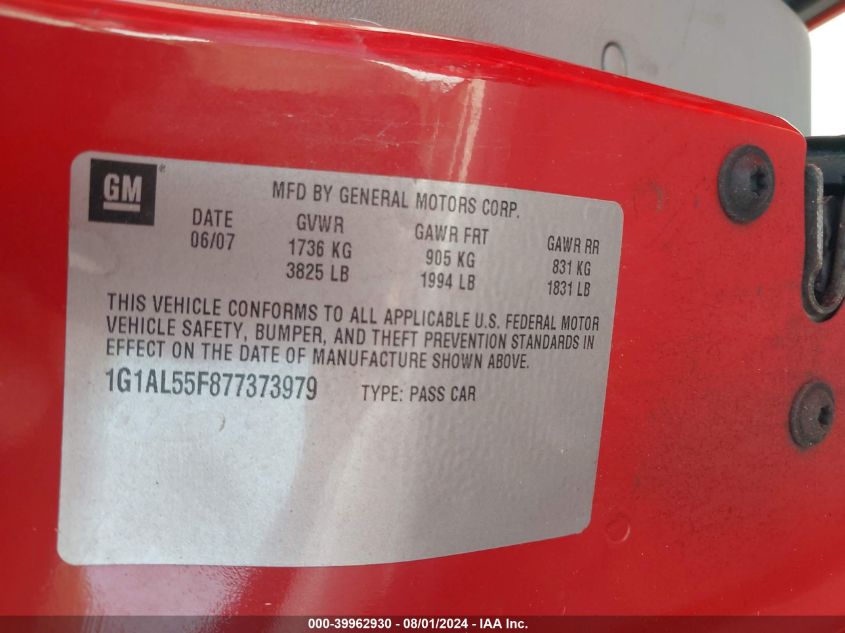 GM
MFD BY GENERAL MOTORS CORP.
DATE GVWR GAWR FRT GAWR RR
06/07 1736 KG 905 KG 831 KG
3825 LB 1994 LB 1831 LB
THIS VEHICLE CONFORMS TO ALL APPLICABLE U.S. FEDERAL MOTOR
VEHICLE SAFETY, BUMPER, AND THEFT PREVENTION STANDARDS IN
EFFECT ON THE DATE OF MANUFACTURE SHOWN ABOVE.
1G1AL55F877373979 TYPE: PASS CAR
000-39962930 - 08/01/2024 - IAA Inc.